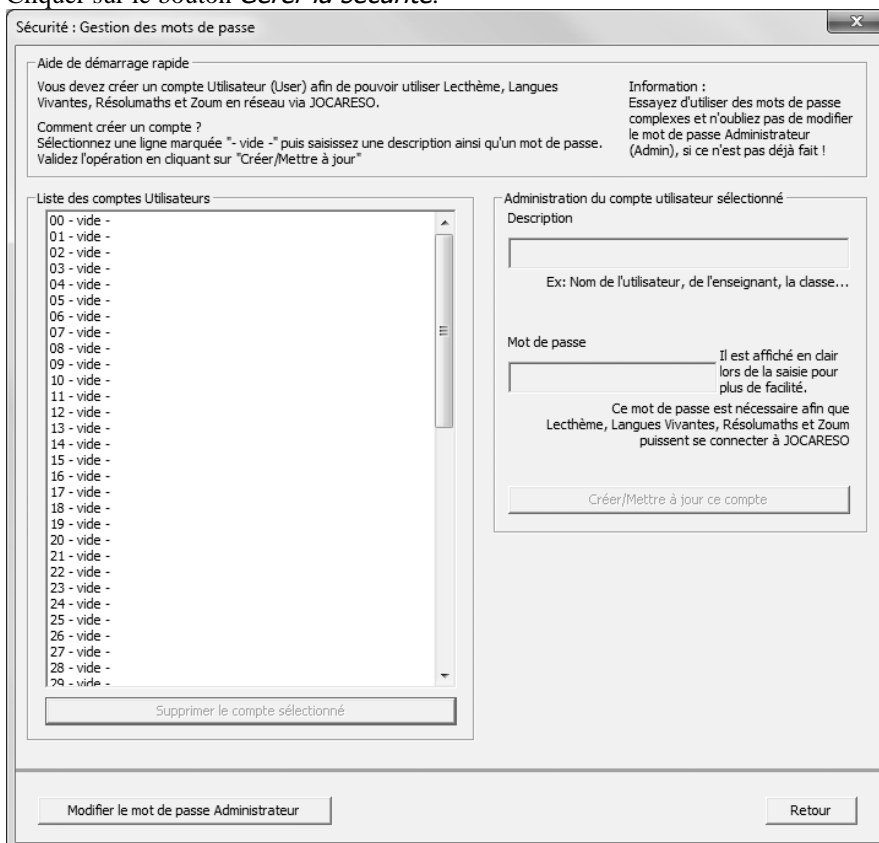 Cliquer sur le bouton Gérer la sécurité.
Sécurité : Gestion des mots de passe
x
Aide de démarrage rapide
Vous devez créer un compte Utilisateur (User) afin de pouvoir utiliser Lecthème, Langues
Vivantes, Résolumaths et Zoum en réseau via JOCARESO.
Comment créer un compte ?
Sélectionnez une ligne marquée "- vide -" puis saisissez une description ainsi qu'un mot de passe.
Validez l'opération en cliquant sur "Créer/Mettre à jour"
Information :
Essayez d'utiliser des mots de passe
complexes et n'oubliez pas de modifier
le mot de passe Administrateur
(Admin), si ce n'est pas déjà fait !
Liste des comptes Utilisateurs
00 - vide -
01 - vide -
02 - vide -
03 - vide -
04 - vide -
05 - vide -
06 - vide -
07 - vide -
08 - vide -
09 - vide -
10 - vide -
11 - vide -
12 - vide -
13 - vide -
14 - vide -
15 - vide -
16 - vide -
17 - vide -
18 - vide -
19 - vide -
20 - vide -
21 - vide -
22 - vide -
23 - vide -
24 - vide -
25 - vide -
26 - vide -
27 - vide -
28 - vide -
29 - vide -
Supprimer le compte sélectionné
Administration du compte utilisateur sélectionné
Description
Ex: Nom de l'utilisateur, de l'enseignant, la classe...
Mot de passe
Il est affiché en clair
lors de la saisie pour
plus de facilité.
Ce mot de passe est nécessaire afin que
Lecthème, Langues Vivantes, Résolumaths et Zoum
puissent se connecter à JOCARESO
Créer/Mettre à jour ce compte
Modifier le mot de passe Administrateur
Retour